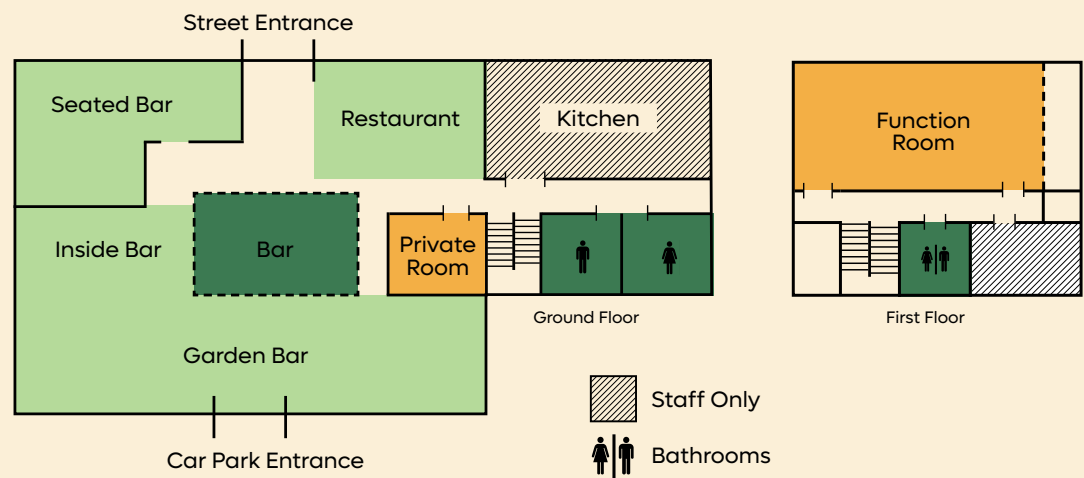 Street Entrance
Seated Bar
Restaurant
Kitchen
Function
Room
Inside Bar
Bar
Private
Room
Ground Floor
First Floor
Garden Bar
Staff Only
Car Park Entrance
Bathrooms